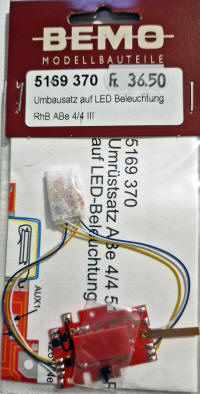 BEMO
MODELLBAUTEILE
5169 370 Fr. 36.50
Umbausatz auf LED Beleuchtung
RhB ABe 4/4 III
5169 370
Umrüstsatz ABe 4/4 5
auf LED-Beleuchtung
AUX1